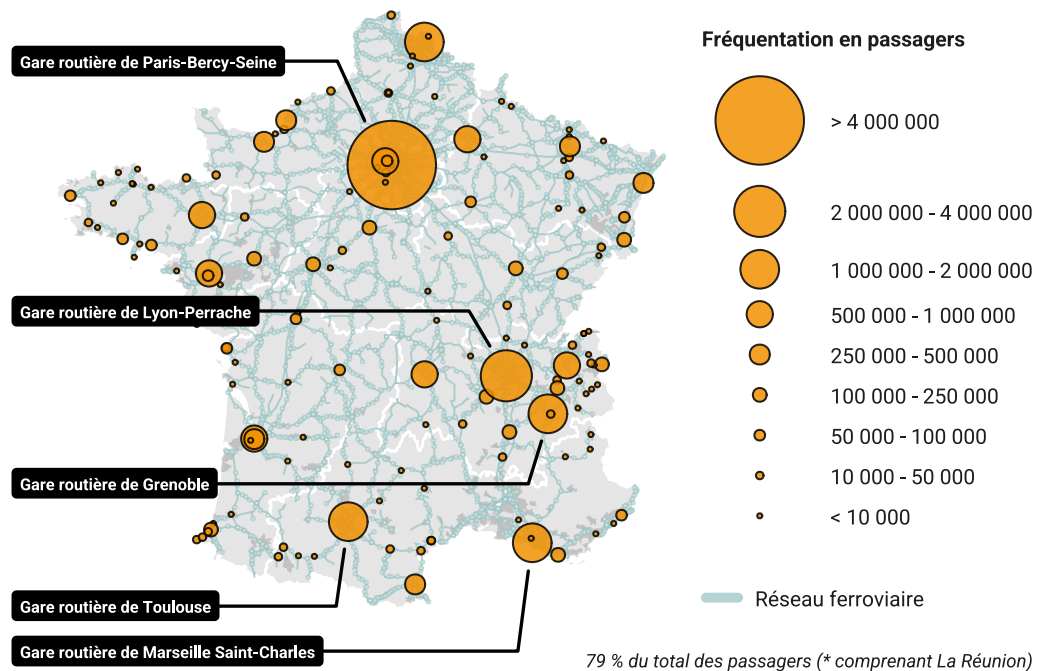 Fréquentation en passagers
Gare routière de Paris-Bercy-Seine
> 4 000 000
2 000 000 - 4 000 000
1 000 000 - 2 000 000
Gare routière de Lyon-Perrache
500 000 - 1 000 000
250 000 - 500 000
100 000 - 250 000
50 000 - 100 000
Gare routière de Grenoble
10 000 - 50 000
< 10 000
Réseau ferroviaire
Gare routière de Toulouse
Gare routière de Marseille Saint-Charles
79 % du total des passagers (* comprenant La Réunion)